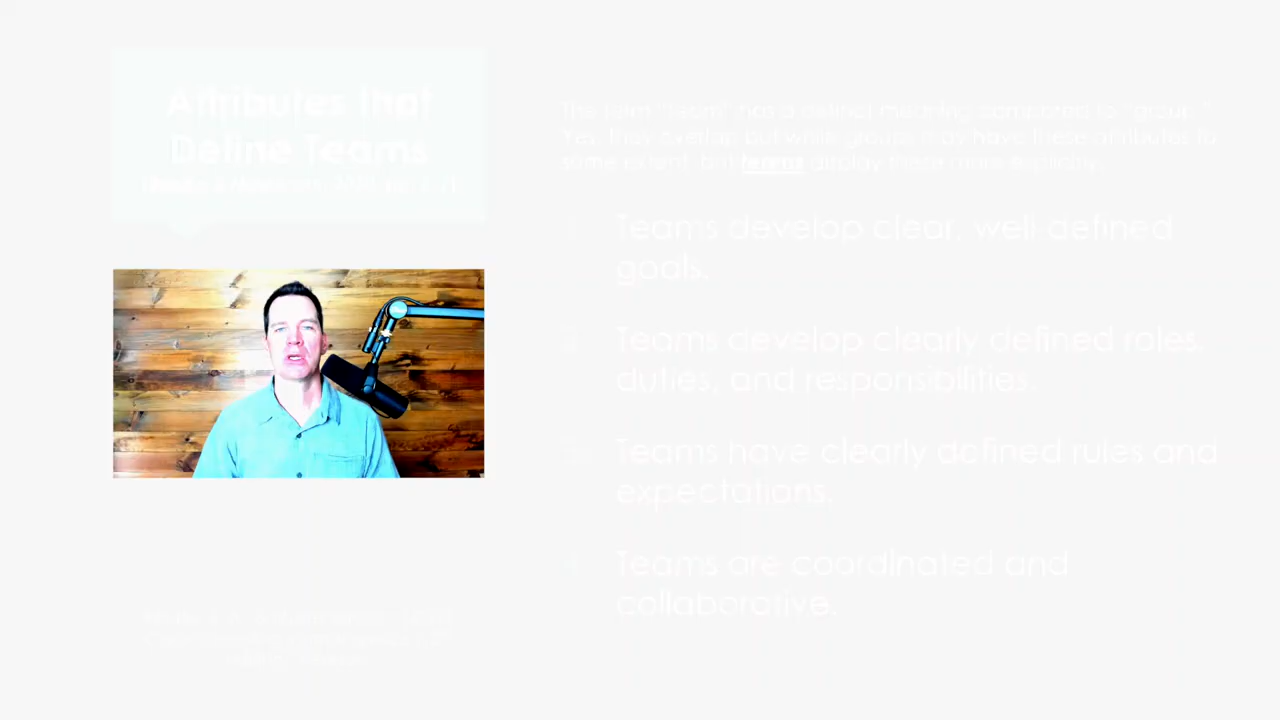 Attributes that
Define Teams
The term "team" has a distinct meaning compared to "group."
Yes, they overlap but work groups may have these attributes to
some extent, but teams display these more explicitly.
Teams develop clear, well-defined
goals.
Teams develop clearly defined roles,
duties, and responsibilities.
Teams have clearly defined rules and
expectations.
4
Teams are coordinated and
collaborative.